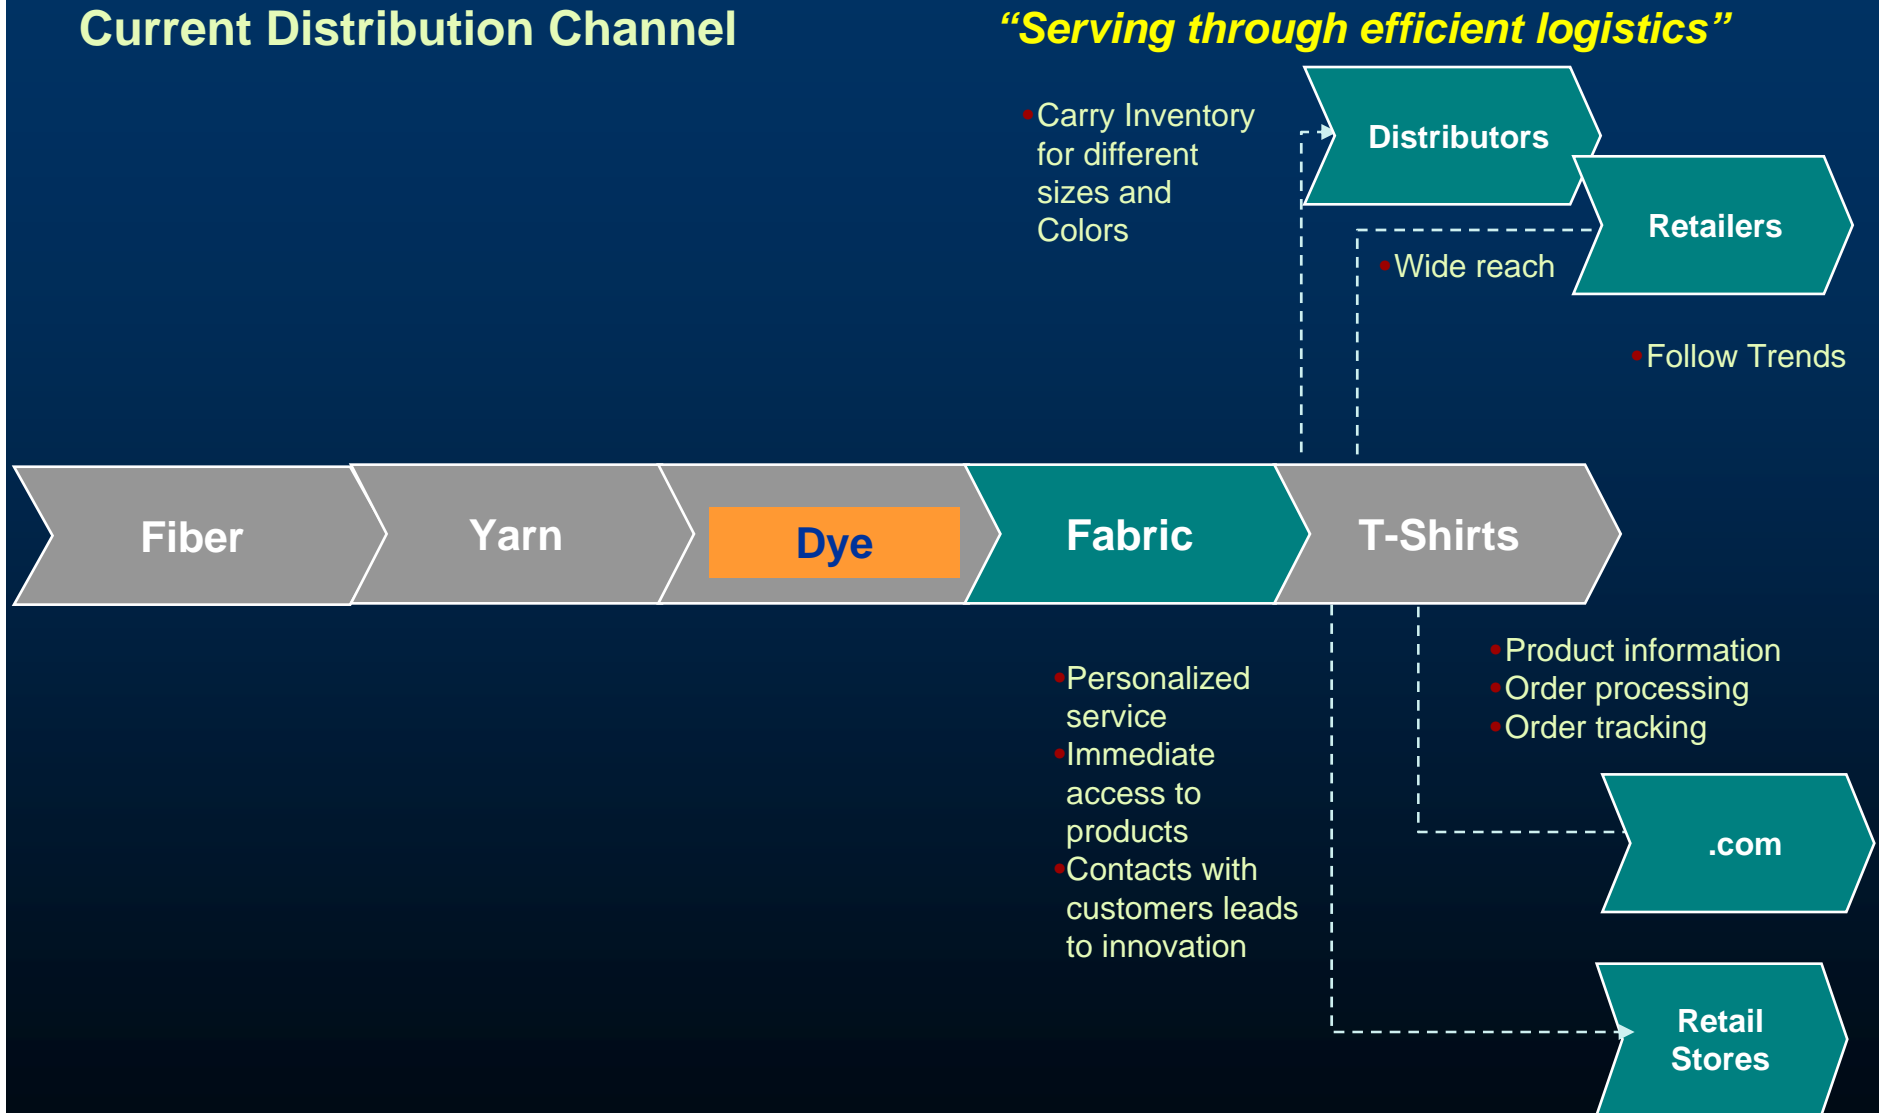 Current Distribution Channel
“Serving through efficient logistics”
•Carry Inventory
for different
sizes and
Colors
Distributors
Retailers
•Wide reach
•Follow Trends
Fiber
Yarn
Dye
Fabric
T-Shirts
•Personalized
service
•Immediate
access to
products
•Contacts with
customers leads
to innovation
•Product information
•Order processing
•Order tracking
.com
Retail
Stores